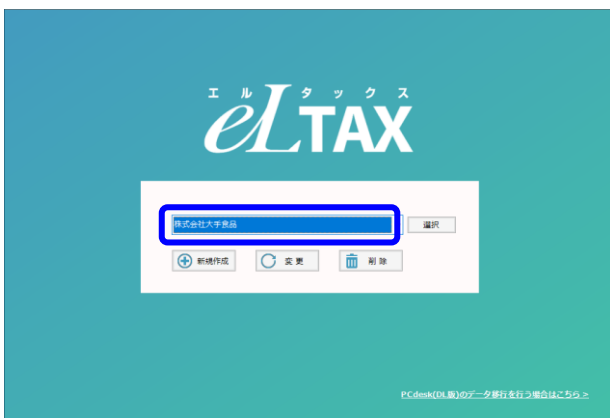 エルタックス
eLTAX
株式会社大手食品
選択
新規作成
変更
削除
PCdesk(DL版)のデータ移行を行う場合はこちら >